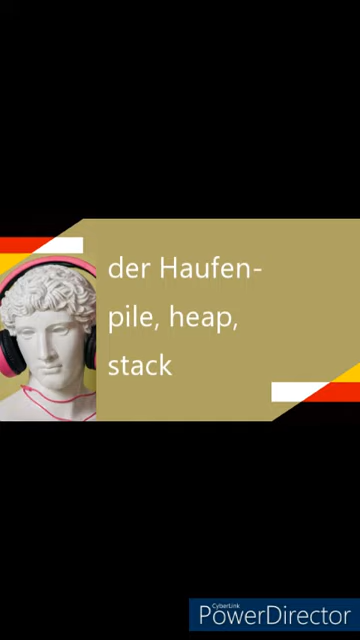 der Haufen-
pile, heap,
stack
CyberLink
PowerDirector